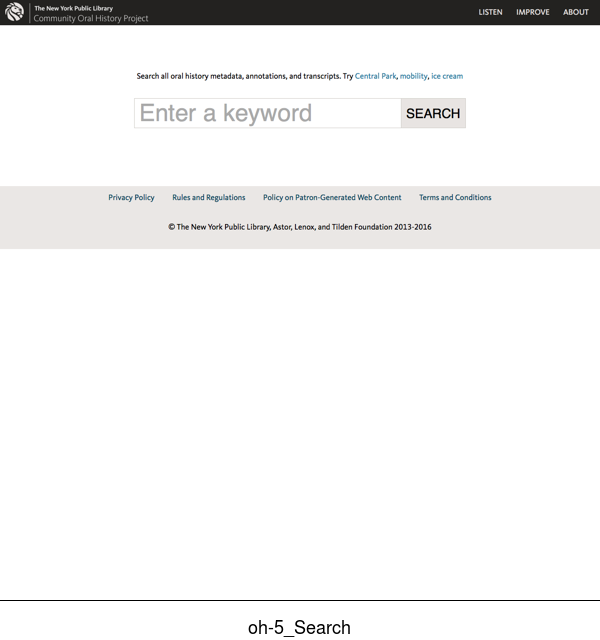 The New York Public Library
Community Oral History Project
LISTEN IMPROVE ABOUT
Search all oral history metadata, annotations, and transcripts. Try Central Park, mobility, ice cream
Enter a keyword SEARCH
Privacy Policy Rules and Regulations Policy on Patron-Generated Web Content Terms and Conditions
© The New York Public Library, Astor, Lenox, and Tilden Foundation 2013-2016
oh-5_Search